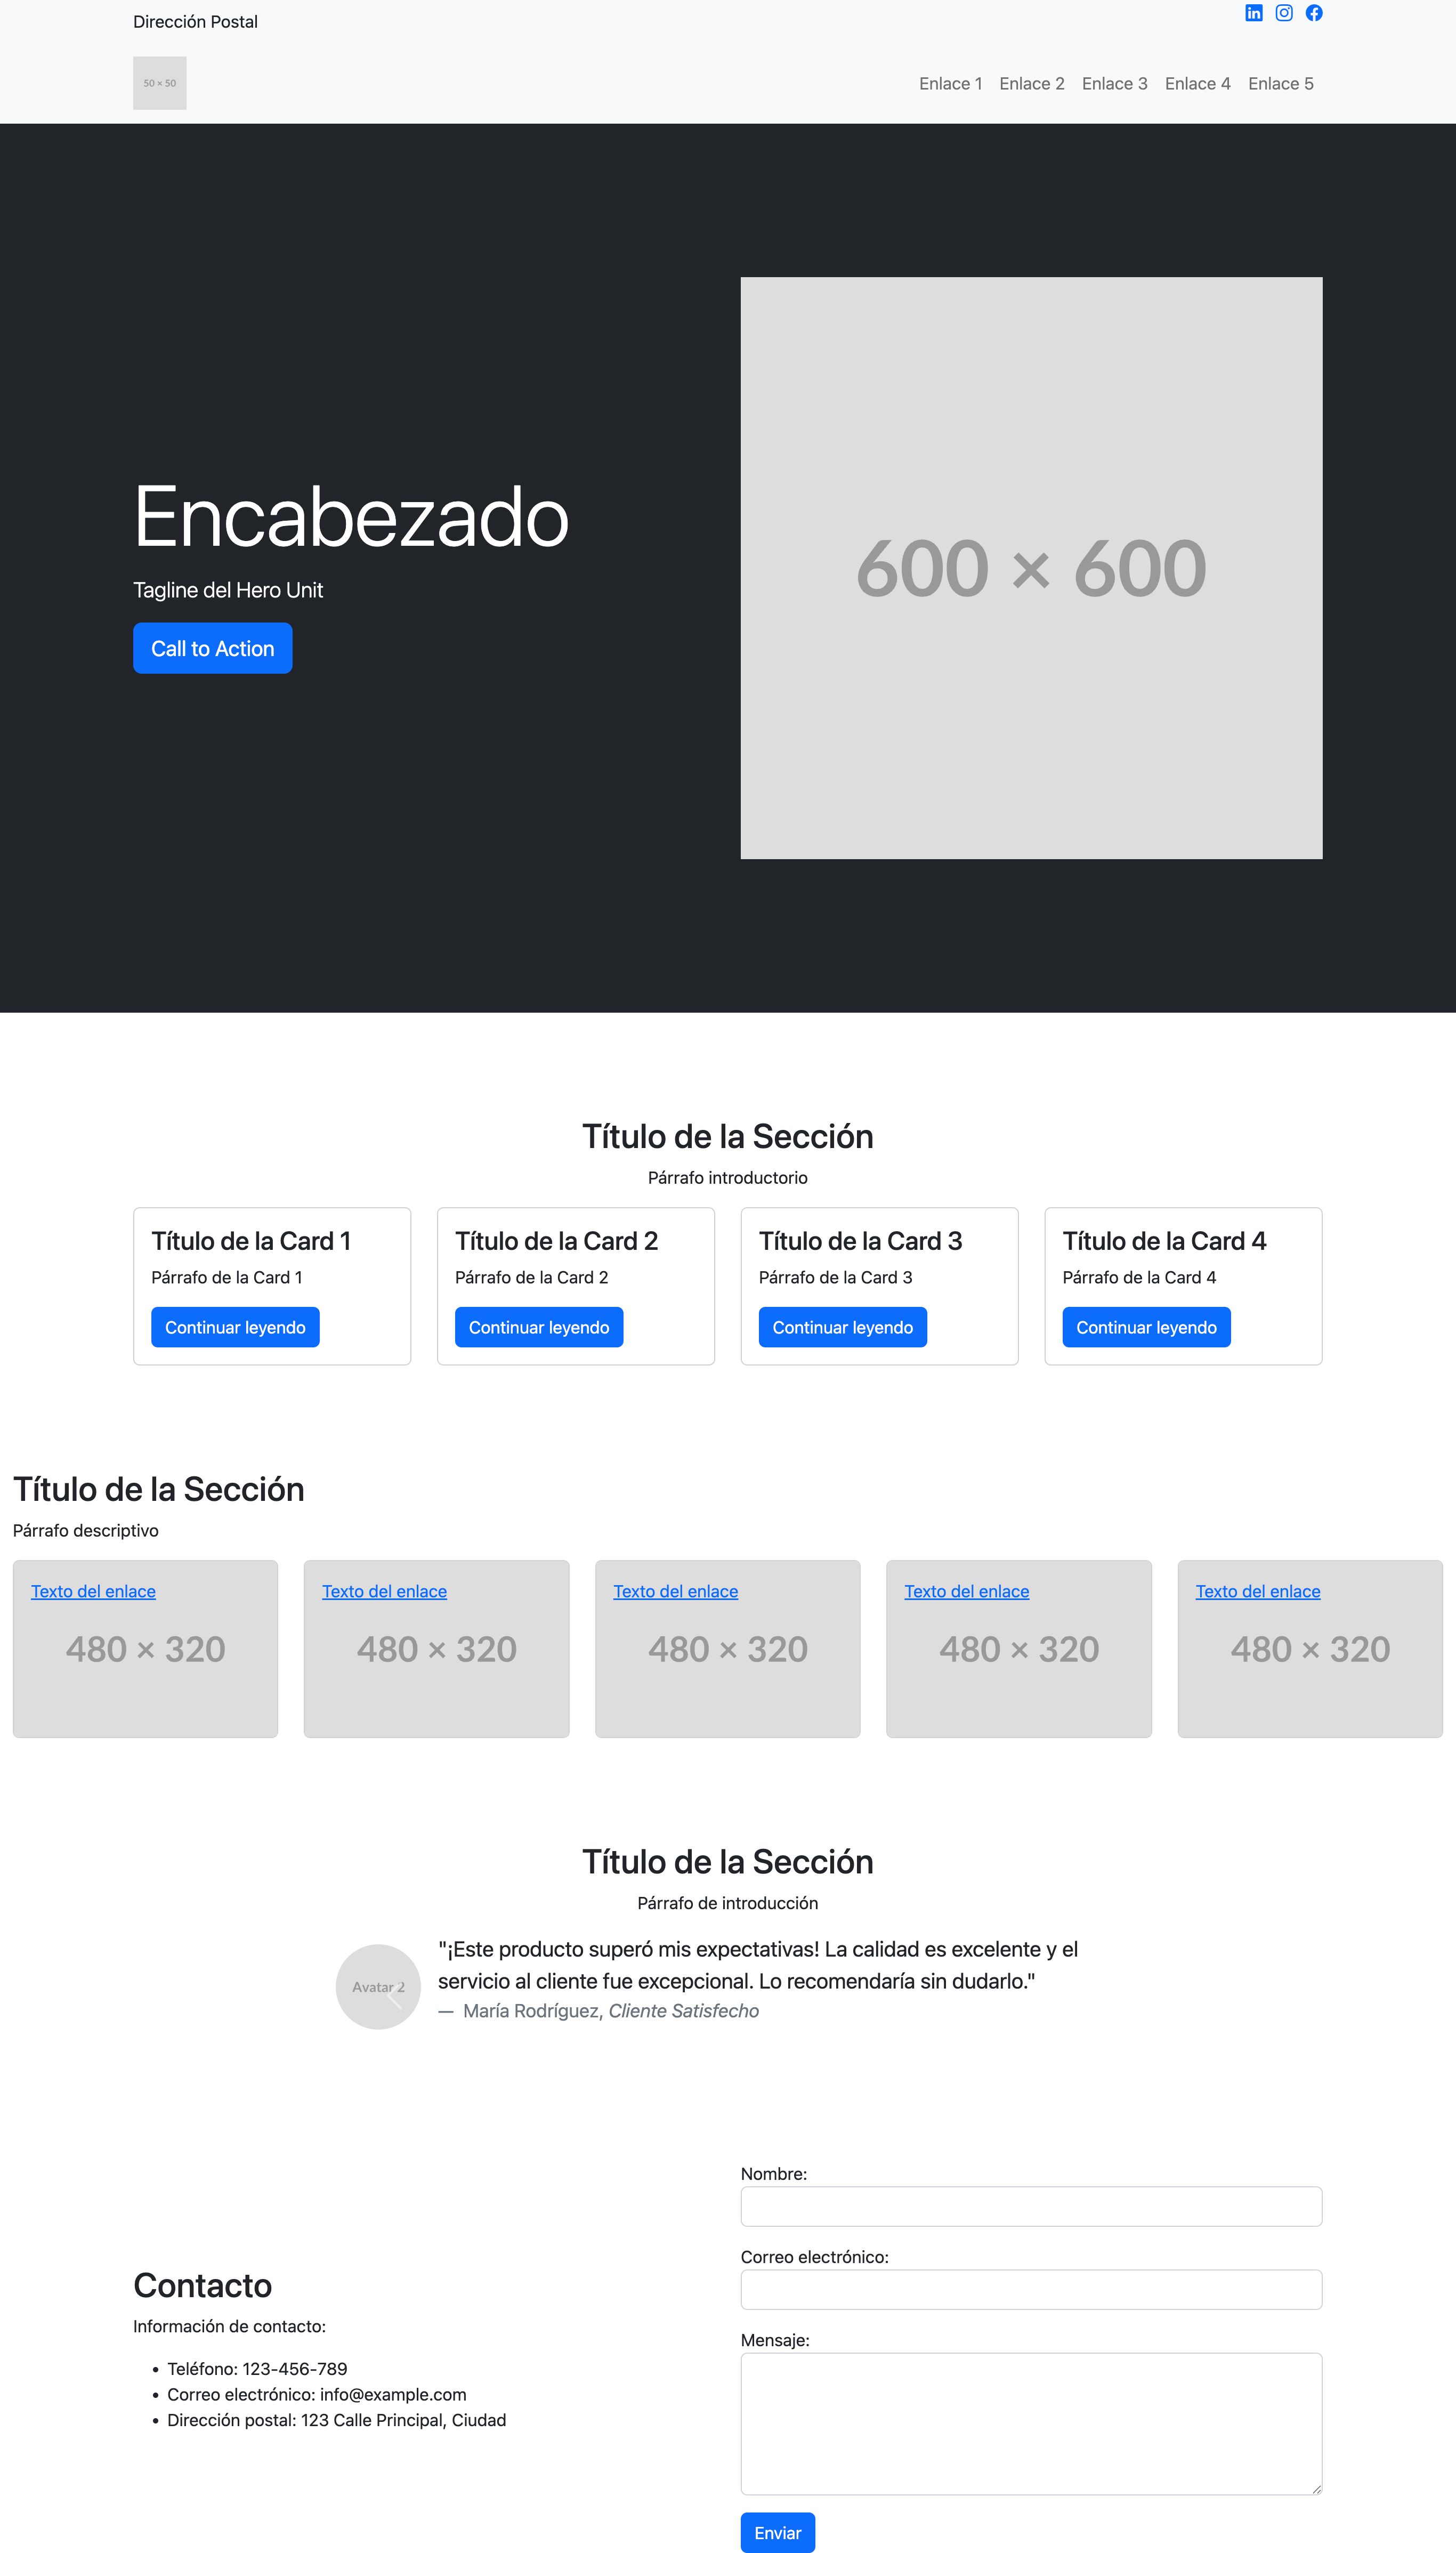 Dirección Postal
50 × 50
Enlace 1 Enlace 2 Enlace 3 Enlace 4 Enlace 5
Encabezado
Tagline del Hero Unit
Call to Action
600 × 600
Título de la Sección
Párrafo introductorio
Título de la Card 1
Párrafo de la Card 1
Continuar leyendo
Título de la Card 2
Párrafo de la Card 2
Continuar leyendo
Título de la Card 3
Párrafo de la Card 3
Continuar leyendo
Título de la Card 4
Párrafo de la Card 4
Continuar leyendo
Título de la Sección
Párrafo descriptivo
Texto del enlace
480 × 320
Texto del enlace
480 × 320
Texto del enlace
480 × 320
Texto del enlace
480 × 320
Texto del enlace
480 × 320
Título de la Sección
Párrafo de introducción
Avatar 2
"¡Este producto superó mis expectativas! La calidad es excelente y el
servicio al cliente fue excepcional. Lo recomendaría sin dudarlo."
— María Rodríguez, Cliente Satisfecho
Contacto
Información de contacto:
• Teléfono: 123-456-789
• Correo electrónico: info@example.com
• Dirección postal: 123 Calle Principal, Ciudad
Nombre:
Correo electrónico:
Mensaje:
Enviar